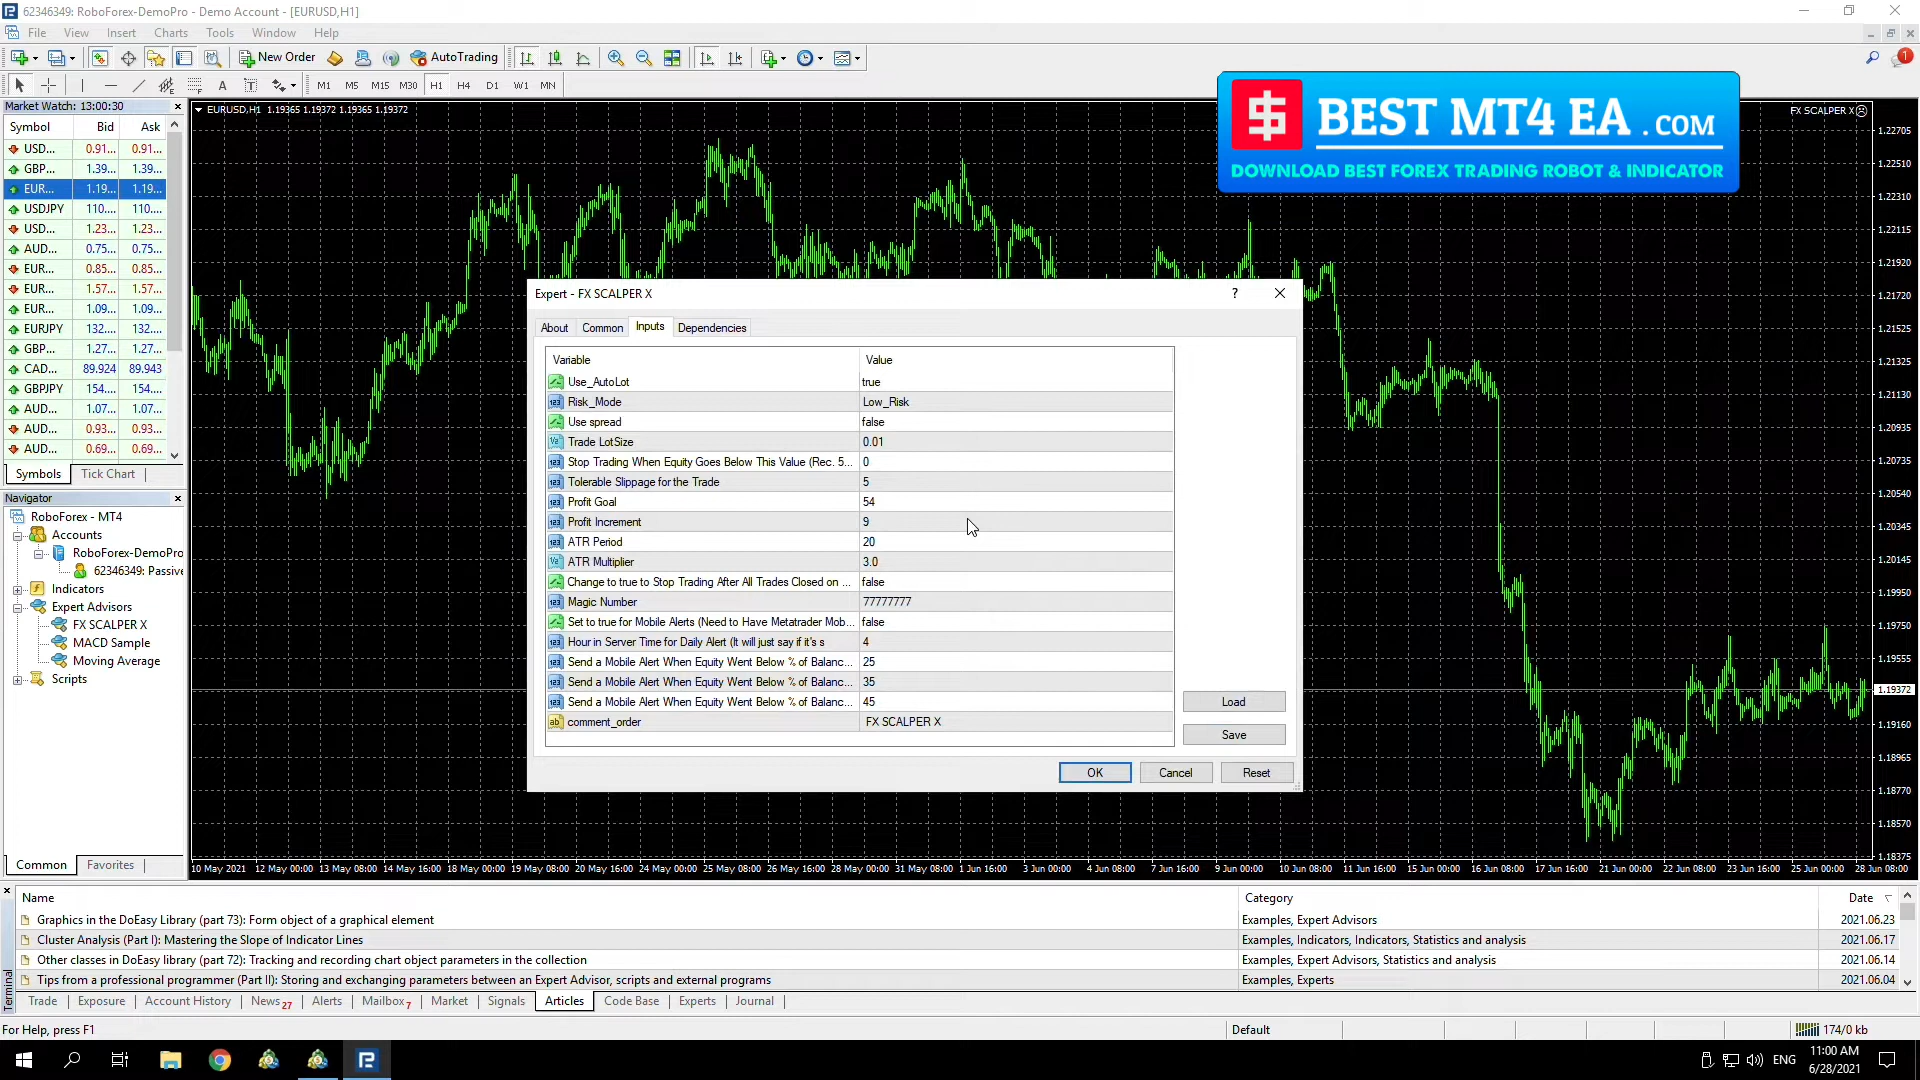 62346349: RoboForex-DemoPro - Demo Account - [EURUSD,H1]
File View Insert Charts Tools Window Help
New Order AutoTrading
A T M1 M5 M15 M30 H1 H4 D1 W1 MN
Market Watch: 13:00:30
Symbol Bid Ask
USD... 0.91... 0.91...
GBP... 1.39... 1.39...
EUR... 1.19... 1.19...
USDJPY 110.... 110....
USD... 1.23... 1.23...
AUD... 0.75... 0.75...
EUR... 0.85... 0.85...
EUR... 1.57... 1.57...
EUR... 1.09... 1.09...
EURJPY 132.... 132....
GBP... 1.27... 1.27...
CAD... 89.924 89.943
GBPJPY 154.... 154....
AUD... 1.07... 1.07...
AUD... 0.93... 0.93...
AUD... 0.69... 0.69...
Symbols Tick Chart
Navigator
RoboForex - MT4
Accounts
RoboForex-DemoPro
62346349: Passive
Indicators
Expert Advisors
FX SCALPER X
MACD Sample
Moving Average
Scripts
Common Favorites
EURUSD,H1 1.19365 1.19372 1.19365 1.19372
$ BEST MT4 EA .COM
DOWNLOAD BEST FOREX TRADING ROBOT & INDICATOR
FX SCALPER X
1.22705
1.22510
1.22310
1.22115
1.21920
1.21720
1.21525
1.21325
1.21130
1.20935
1.20735
1.20540
1.20345
1.20145
1.19950
1.19750
1.19555
1.19372
1.19160
1.18965
1.18770
1.18570
1.18375
Expert - FX SCALPER X
? 
About Common Inputs Dependencies
Variable Value
Use_AutoLot true
Risk_Mode Low_Risk
Use spread false
Trade LotSize 0.01
Stop Trading When Equity Goes Below This Value (Rec. 5... 0
Tolerable Slippage for the Trade 5
Profit Goal 54
Profit Increment 9
ATR Period 20
ATR Multiplier 3.0
Change to true to Stop Trading After All Trades Closed on ... false
Magic Number 77777777
Set to true for Mobile Alerts (Need to Have Metatrader Mob... false
Hour in Server Time for Daily Alert (It will just say if it's s 4
Send a Mobile Alert When Equity Went Below % of Balanc... 25
Send a Mobile Alert When Equity Went Below % of Balanc... 35
Send a Mobile Alert When Equity Went Below % of Balanc... 45
comment_order FX SCALPER X
Load
Save
OK Cancel Reset
10 May 2021 12 May 00:00 13 May 08:00 14 May 16:00 18 May 00:00 19 May 08:00 20 May 16:00 24 May 00:00 25 May 08:00 26 May 16:00 28 May 00:00 31 May 08:00 1 Jun 16:00 3 Jun 00:00 4 Jun 08:00 7 Jun 16:00 9 Jun 00:00 10 Jun 08:00 11 Jun 16:00 15 Jun 00:00 16 Jun 08:00 17 Jun 16:00 21 Jun 00:00 22 Jun 08:00 23 Jun 16:00 25 Jun 00:00 28 Jun 08:00
Name Category Date
Graphics in the DoEasy Library (part 73): Form object of a graphical element Examples, Expert Advisors 2021.06.23
Cluster Analysis (Part I): Mastering the Slope of Indicator Lines Examples, Indicators, Indicators, Statistics and analysis 2021.06.17
Other classes in DoEasy library (part 72): Tracking and recording chart object parameters in the collection Examples, Expert Advisors, Statistics and analysis 2021.06.14
Tips from a professional programmer (Part II): Storing and exchanging parameters between an Expert Advisor, scripts and external programs Examples, Experts 2021.06.04
Terminal
Trade Exposure Account History News 27 Alerts Mailbox 7 Market Signals Articles Code Base Experts Journal
For Help, press F1 Default 174/0 kb
ENG
11:00 AM
6/28/2021